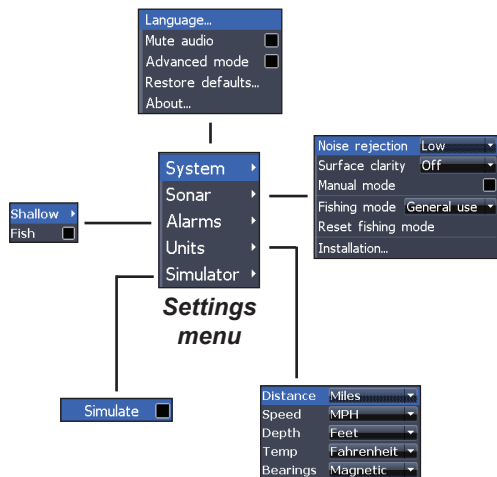 Language...
Mute audio
Advanced mode
Restore defaults...
About...
System
Sonar
Alarms
Units
Simulator
Settings
menu
Shallow
Fish
Noise rejection Low
Surface clarity Off
Manual mode
Fishing mode General use
Reset fishing mode
Installation...
Simulate
Distance Miles
Speed MPH
Depth Feet
Temp Fahrenheit
Bearings Magnetic